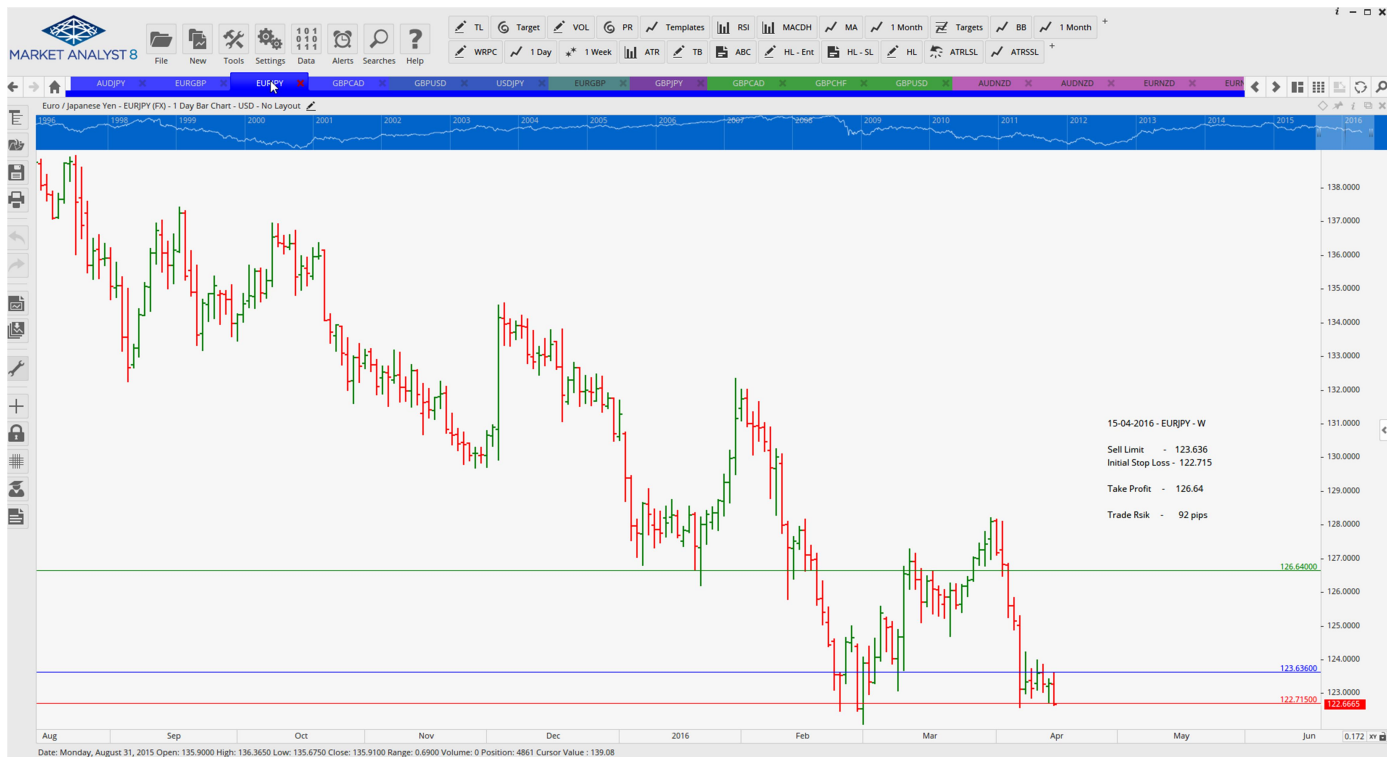 MARKET ANALYST 8
File New Tools Settings Data Alerts Searches Help
TL Target VOL PR Templates RSI MACDH MA 1 Month Targets BB 1 Month +
WRPC 1 Day 1 Week ATR TB ABC HL - Ent HL - SL HL ATRLSL ATRSSL +
AUDJPY EURGBP EURJPY GBPCAD GBPUSD USDJPY EURGBP GBPJPY GBPCAD GBPCHF GBPUSD AUDNZD AUDNZD EURNZD EURN
Euro / Japanese Yen - EURJPY (FX) - 1 Day Bar Chart - USD - No Layout
1996 1998 1999 2000 2001 2002 2003 2004 2005 2006 2007 2008 2009 2010 2011 2012 2013 2014 2015 2016
138.0000
137.0000
136.0000
135.0000
134.0000
133.0000
132.0000
131.0000
130.0000
129.0000
128.0000
127.0000
126.0000
125.0000
124.0000
123.0000
15-04-2016 - EURJPY - W
Sell Limit - 123.636
Initial Stop Loss - 122.715
Take Profit - 126.64
Trade Rsik - 92 pips
126.64000
123.63600
122.71500
122.6665
Aug Sep Oct Nov Dec 2016 Feb Mar Apr May Jun 0.172 XY
Date: Monday, August 31, 2015 Open: 135.9000 High: 136.3650 Low: 135.6750 Close: 135.9100 Range: 0.6900 Volume: 0 Position: 4861 Cursor Value : 139.08